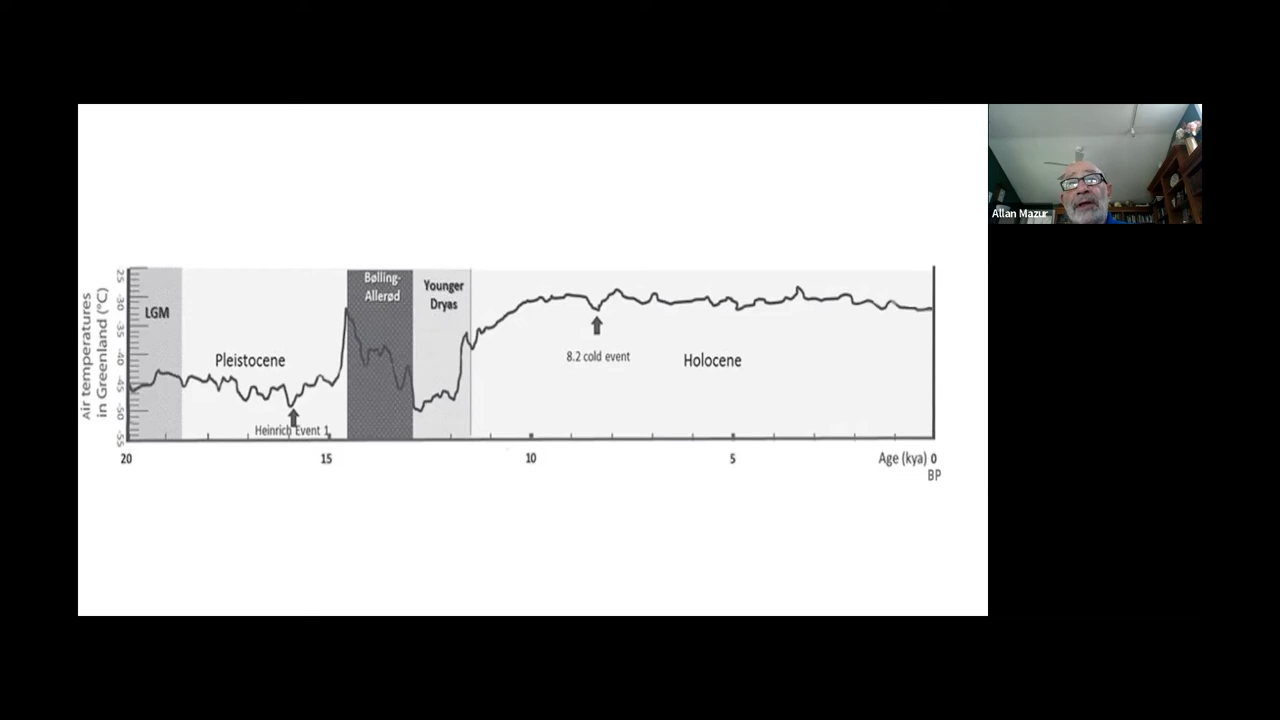 Allan Mazur
Air temperatures
in Greenland (°C)
25
-30
-35
-40
-45
-50
-55
LGM
Pleistocene
Heinrich Event 1
Bølling-
Allerød
Younger
Dryas
8.2 cold event
Holocene
20
15
10
5
Age (kya) 0
BP